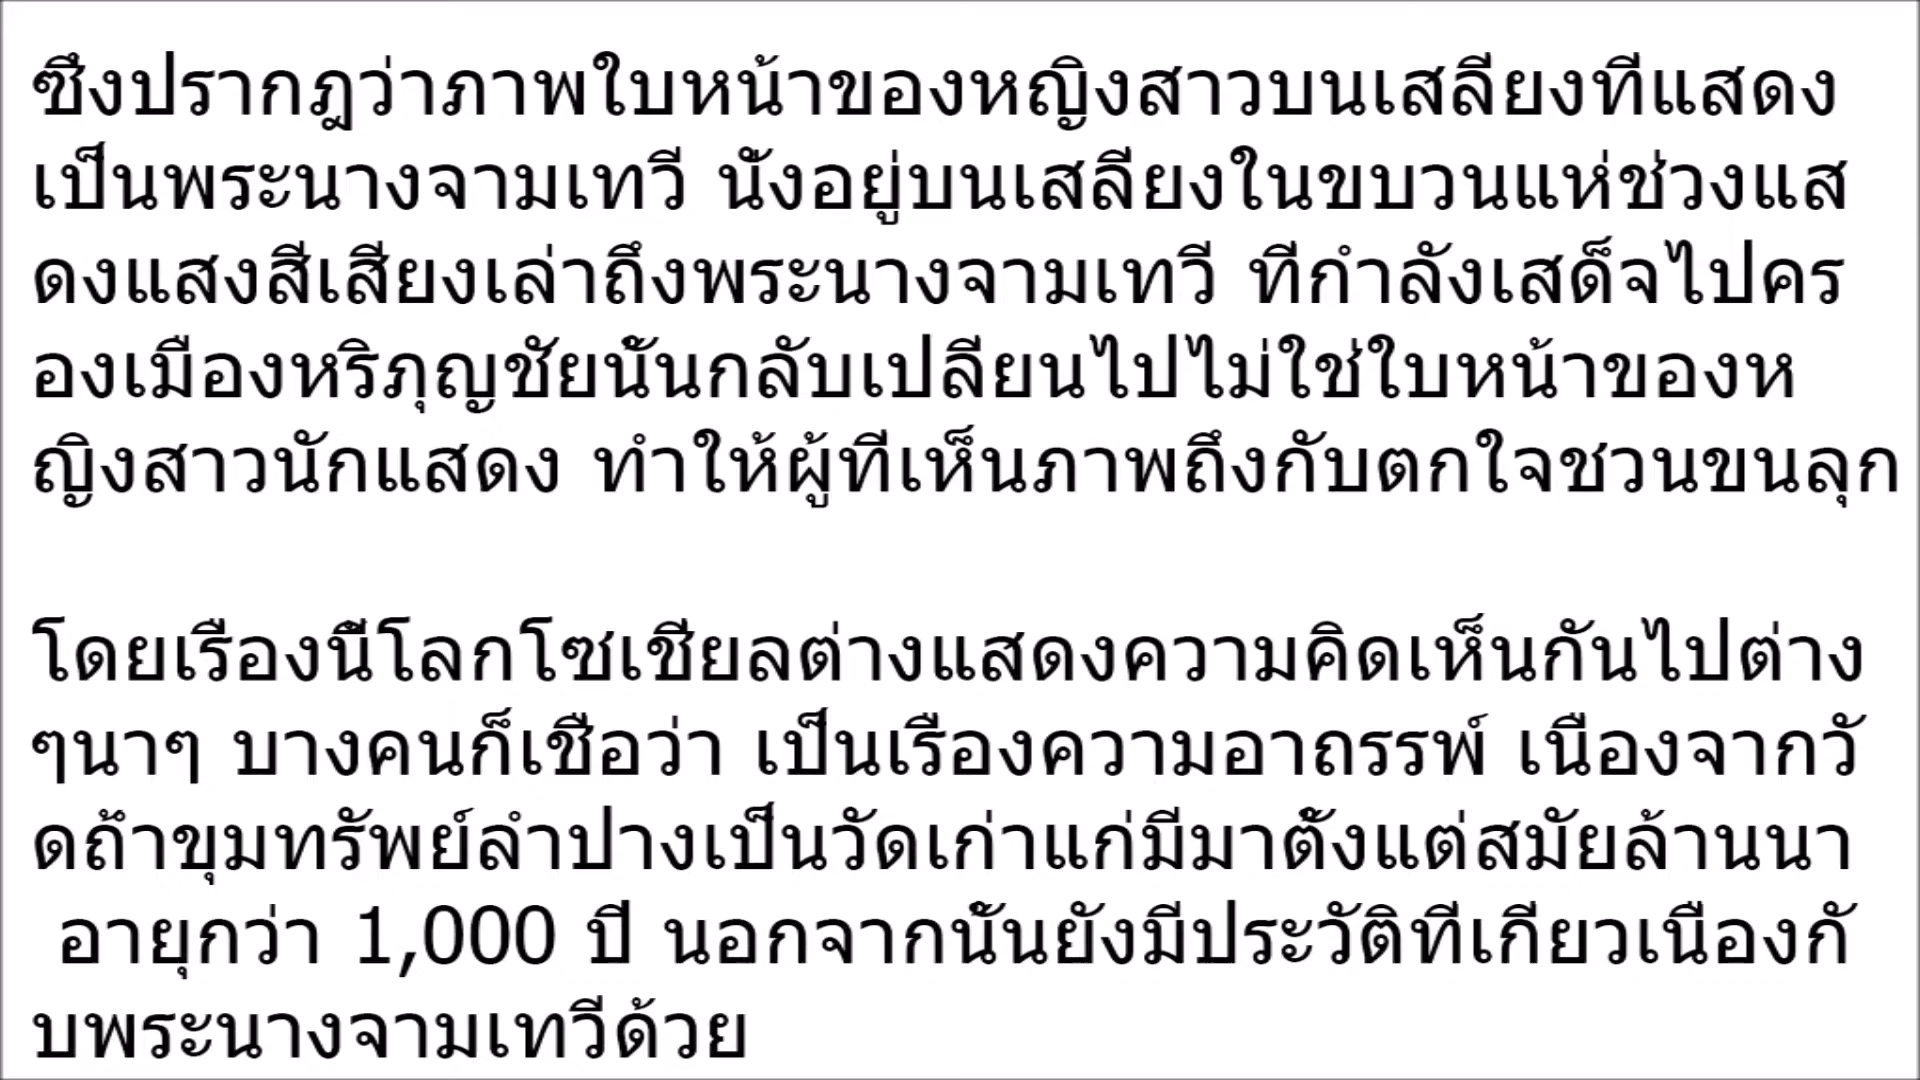 ซึ่งปรากฎว่าภาพใบหน้าของหญิงสาวบนเสลี่ยงที่แสดง
เป็นพระนางจามเทวี นั่งอยู่บนเสลี่ยงในขบวนแห่ช่วงแส
ดงแสงสีเสียงเล่าถึงพระนางจามเทวี ที่กำลังเสด็จไปคร
องเมืองหริภุญชัยนั้นกลับเปลี่ยนไปไม่ใช่ใบหน้าของห
ญิงสาวนักแสดง ทำให้ผู้ที่เห็นภาพถึงกับตกใจชวนขนลุก
โดยเรื่องนี้โลกโซเชียลต่างแสดงความคิดเห็นกันไปต่าง
ๆนาๆ บางคนก็เชื่อว่า เป็นเรื่องความอาถรรพ์ เนื่องจากวั
ดถ้ำขุมทรัพย์ลำปางเป็นวัดเก่าแก่มีมาตั้งแต่สมัยล้านนา
อายุกว่า 1,000 ปี นอกจากนั้นยังมีประวัติที่เกี่ยวเนื่องกั
บพระนางจามเทวีด้วย